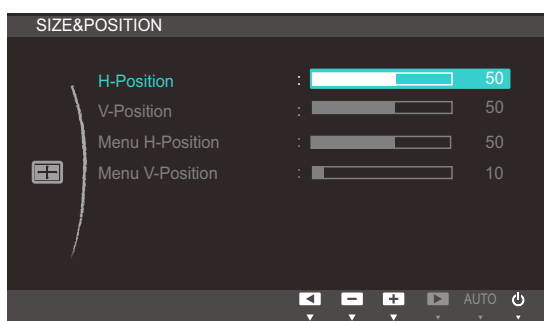 SIZE&POSITION
H-Position : 50
V-Position : 50
Menu H-Position : 50
Menu V-Position : 10
AUTO